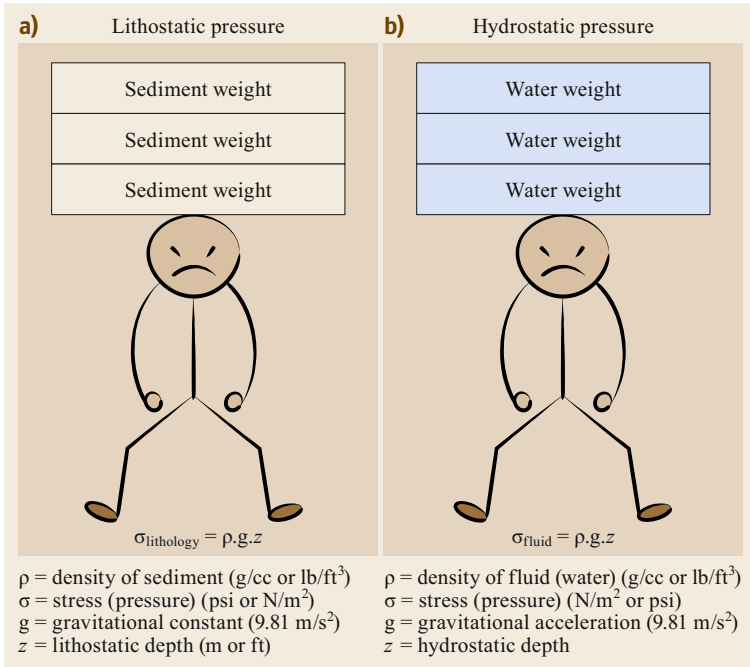 a) Lithostatic pressure
Sediment weight
Sediment weight
Sediment weight
σlithology = ρ.g.z
ρ = density of sediment (g/cc or lb/ft³)
σ = stress (pressure) (psi or N/m²)
g = gravitational constant (9.81 m/s²)
z = lithostatic depth (m or ft)
b) Hydrostatic pressure
Water weight
Water weight
Water weight
σfluid = ρ.g.z
ρ = density of fluid (water) (g/cc or lb/ft³)
σ = stress (pressure) (N/m² or psi)
g = gravitational acceleration (9.81 m/s²)
z = hydrostatic depth